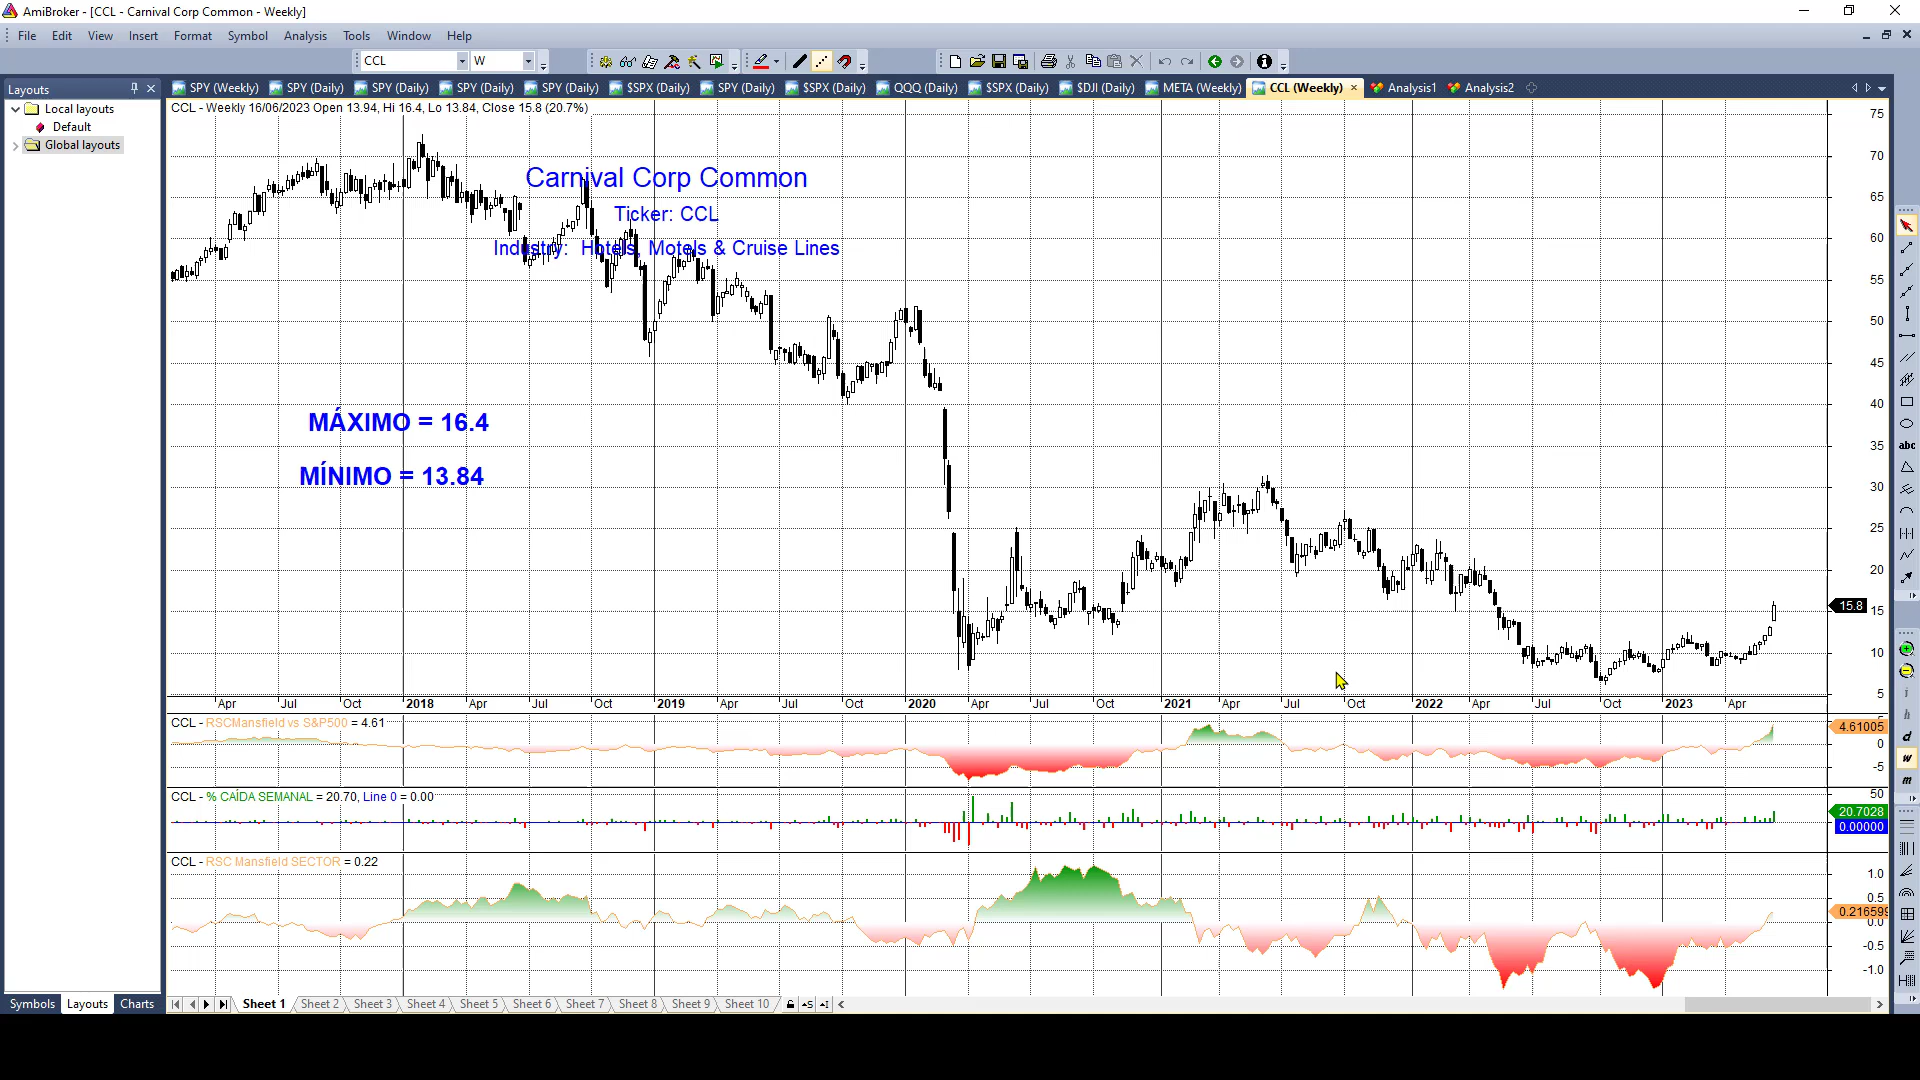 AmiBroker - [CCL - Carnival Corp Common - Weekly]
File Edit View Insert Format Symbol Analysis Tools Window Help
CCL W
Layouts
Local layouts
Default
Global layouts
SPY (Weekly) SPY (Daily) SPY (Daily) SPY (Daily) SPY (Daily) $SPX (Daily) SPY (Daily) $SPX (Daily) QQQ (Daily) $SPX (Daily) $DJI (Daily) META (Weekly) CCL (Weekly) Analysis1 Analysis2
CCL - Weekly 16/06/2023 Open 13.94, Hi 16.4, Lo 13.84, Close 15.8 (20.7%)
Carnival Corp Common
Ticker: CCL
Industry: Hotels, Motels & Cruise Lines
MÁXIMO = 16.4
MÍNIMO = 13.84
75
70
65
60
55
50
45
40
35
30
25
20
15.8 15
10
5
Apr Jul Oct 2018 Apr Jul Oct 2019 Apr Jul Oct 2020 Apr Jul Oct 2021 Apr Jul Oct 2022 Apr Jul Oct 2023 Apr
CCL - RSCMansfield vs S&P500 = 4.61
4.61005
0
-5
CCL - % CAÍDA SEMANAL = 20.70, Line 0 = 0.00
50
20.7028
0.00000
CCL - RSC Mansfield SECTOR = 0.22
1.0
0.5
0.216599
0.0
-0.5
-1.0
abc
i
h
d
w
m
Symbols Layouts Charts
Sheet 1 Sheet 2 Sheet 3 Sheet 4 Sheet 5 Sheet 6 Sheet 7 Sheet 8 Sheet 9 Sheet 10